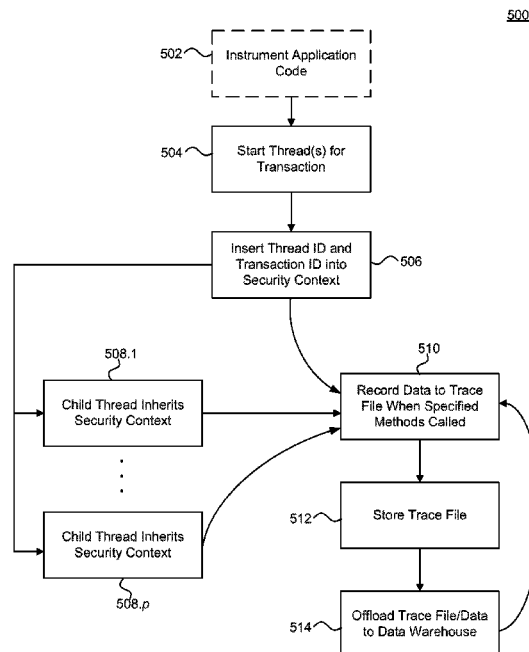 500
502
Instrument Application
Code
504
Start Thread(s) for
Transaction
Insert Thread ID and
Transaction ID into
Security Context
506
508.1
Child Thread Inherits
Security Context
510
Record Data to Trace
File When Specified
Methods Called
Child Thread Inherits
Security Context
508.p
512
Store Trace File
514
Offload Trace File/Data
to Data Warehouse